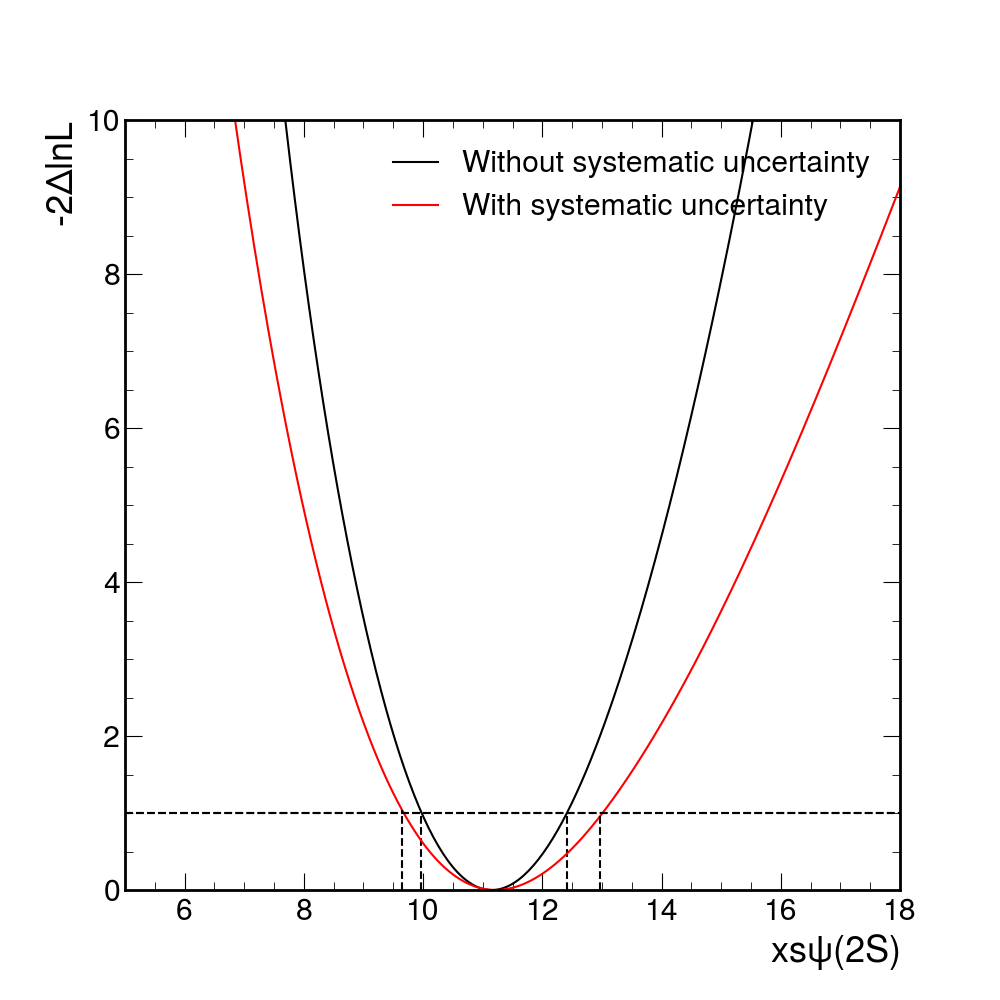 -2ΔlnL
10
8
6
4
2
0
Without systematic uncertainty
With systematic uncertainty
6 8 10 12 14 16 18
xsψ(2S)